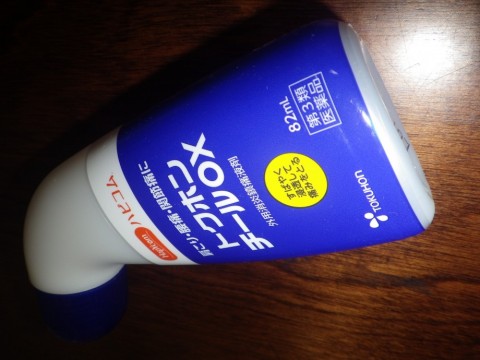 肩こり・腰痛・関節痛に
Hapicom ハピコム
トクホン
チールOX
外用消炎鎮痛液剤
すばやく
浸透して
痛みをとる
82mL
第3類
医薬品
TOKUHON